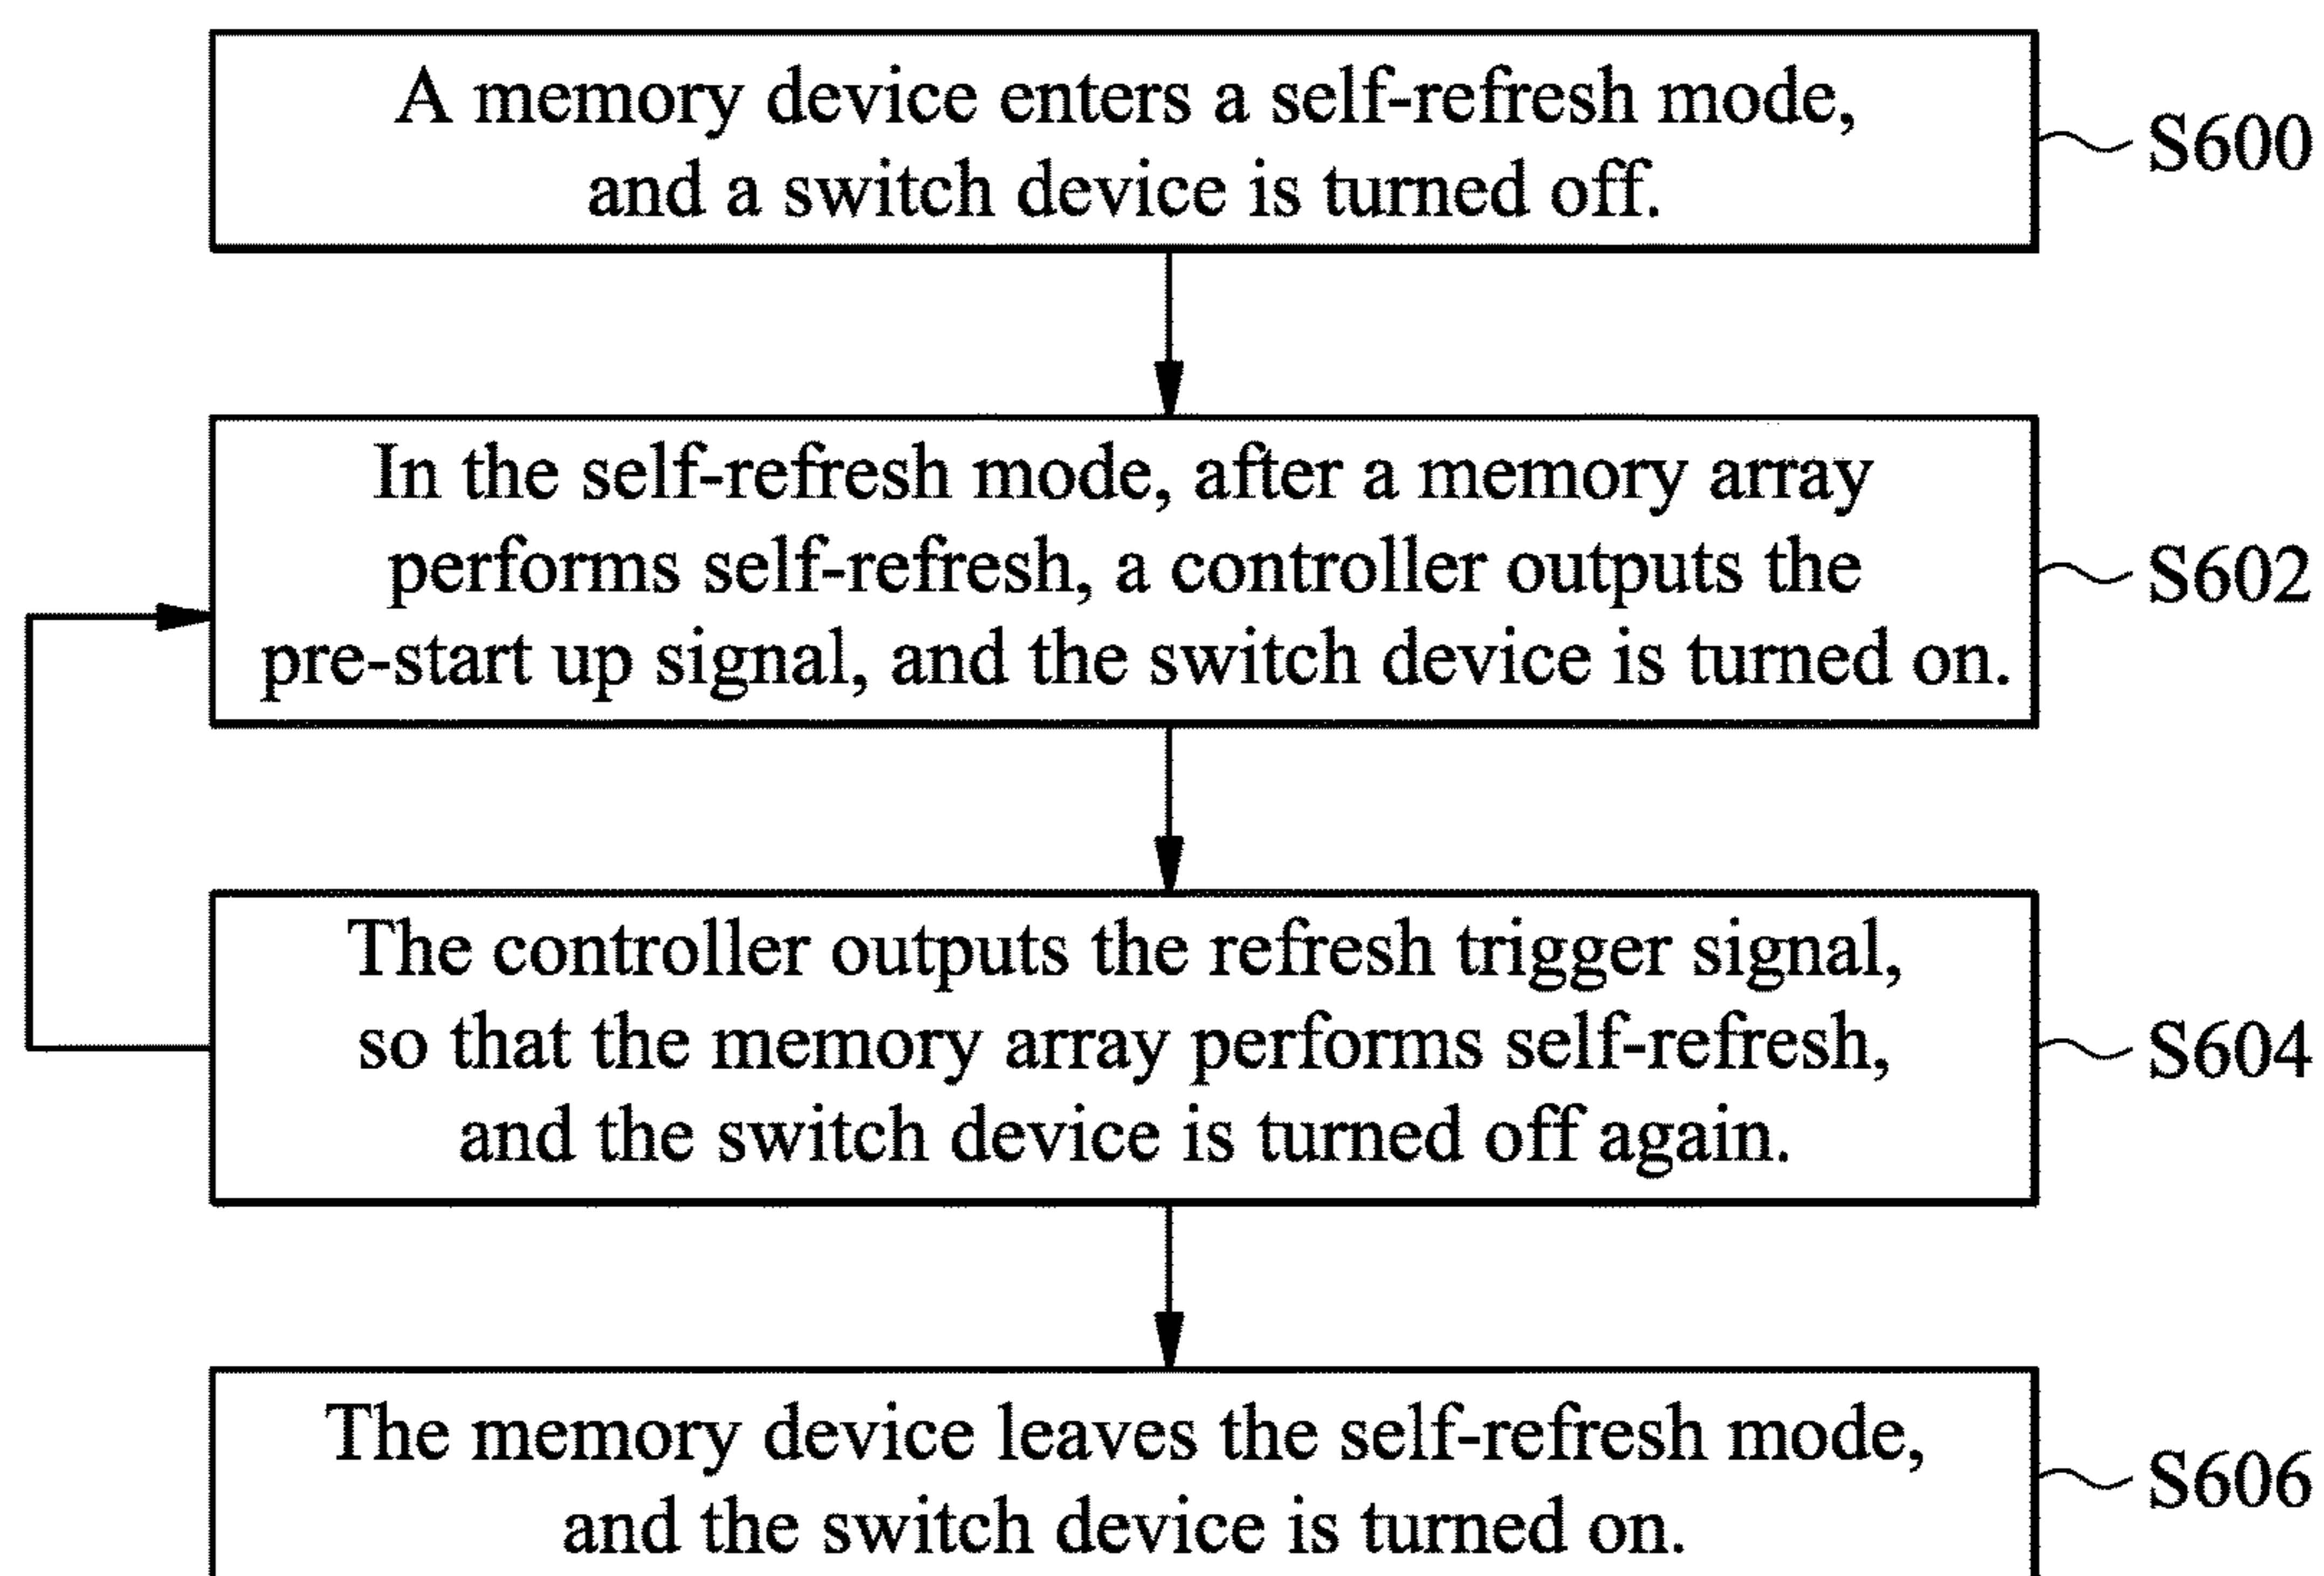 A memory device enters a self-refresh mode,
and a switch device is turned off.
S600
In the self-refresh mode, after a memory array
performs self-refresh, a controller outputs the
pre-start up signal, and the switch device is turned on.
S602
The controller outputs the refresh trigger signal,
so that the memory array performs self-refresh,
and the switch device is turned off again.
S604
The memory device leaves the self-refresh mode,
and the switch device is turned on.
S606